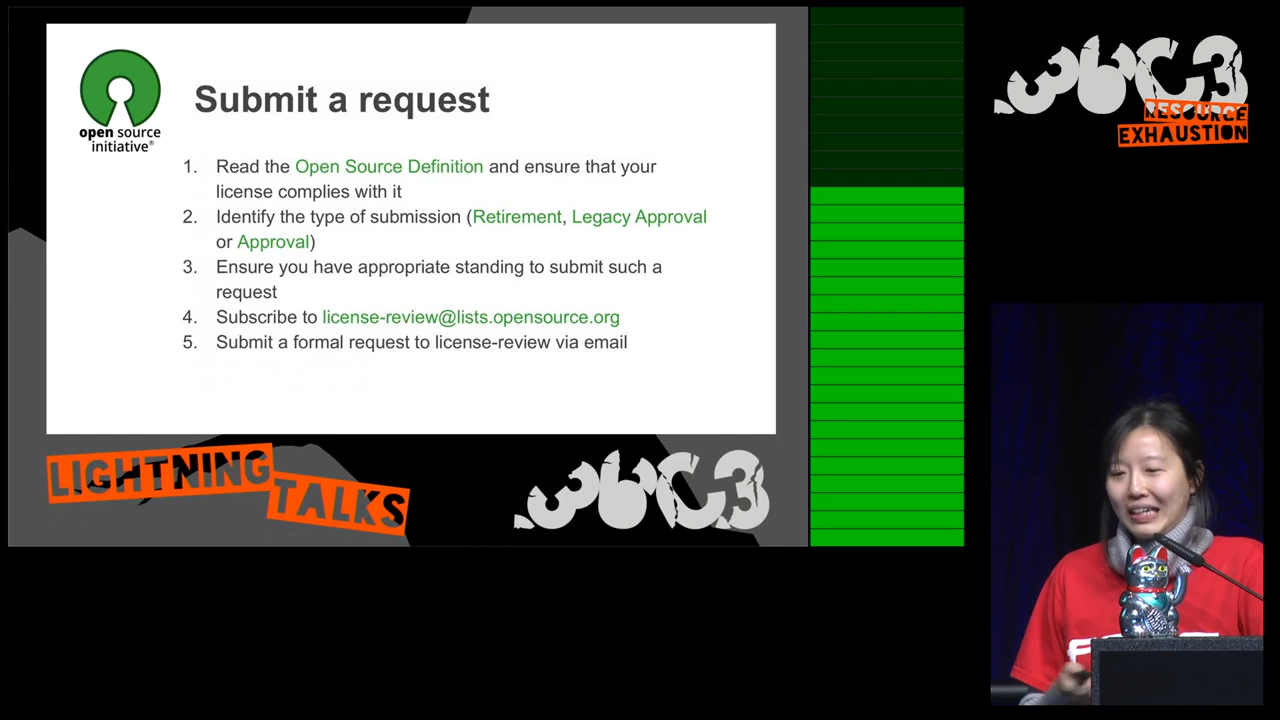 open source
initiative®
Submit a request
1. Read the Open Source Definition and ensure that your
license complies with it
2. Identify the type of submission (Retirement, Legacy Approval
or Approval)
3. Ensure you have appropriate standing to submit such a
request
4. Subscribe to license-review@lists.opensource.org
5. Submit a formal request to license-review via email
LIGHTNING
TALKS
36C3
36C3
RESOURCE
EXHAUSTION